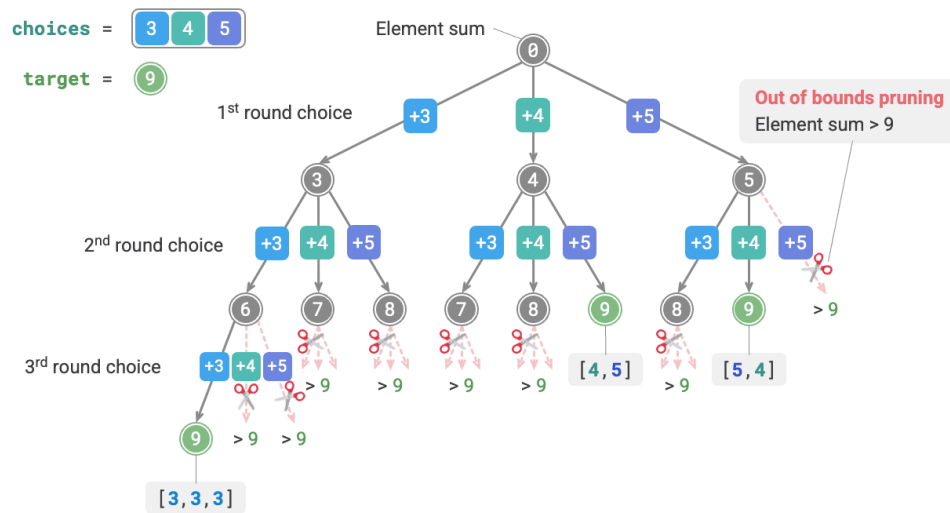 choices = 3 4 5
Element sum
0
target = 9
Out of bounds pruning
Element sum > 9
1st round choice
+3 +4 +5
3 4 5
2nd round choice
+3 +4 +5 +3 +4 +5 +3 +4 +5
6 7 8 7 8 9 8 9 > 9
3rd round choice
+3 +4 +5
[4,5] [5,4]
> 9 > 9 > 9 > 9 > 9
9 > 9 > 9
[3,3,3]